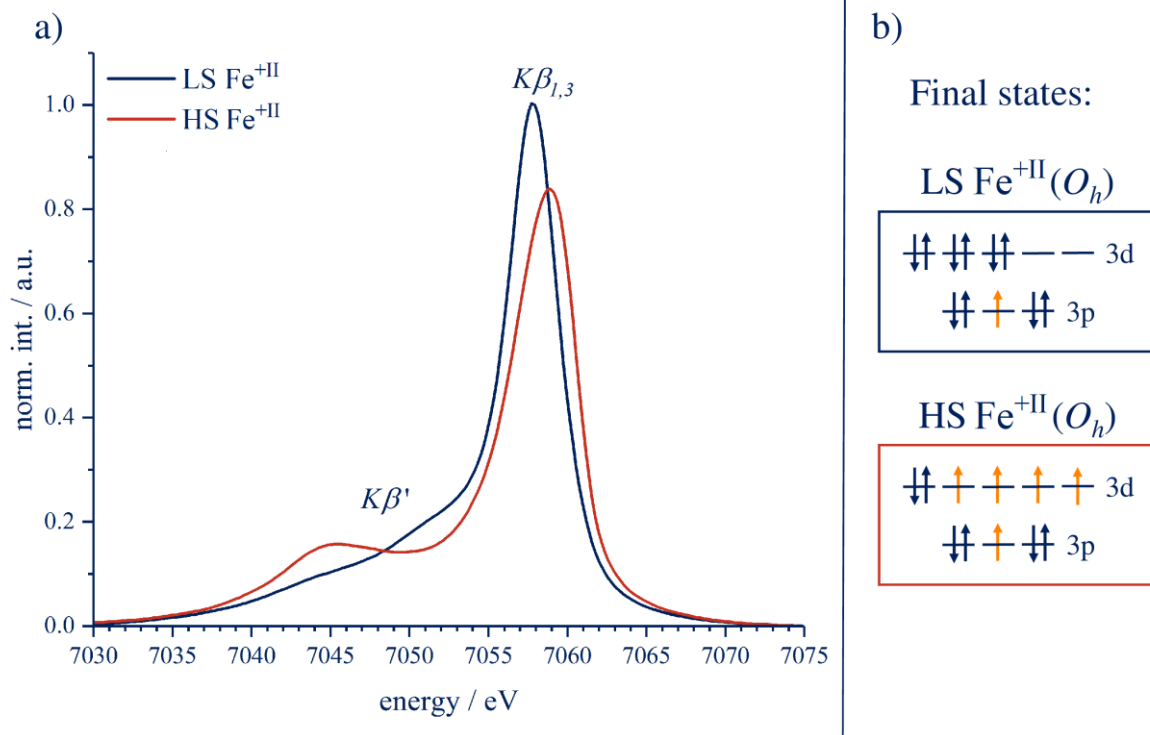 a)
LS Fe+II
HS Fe+II
Kβ1,3
Kβ'
1.0
0.8
0.6
0.4
0.2
0.0
norm. int. / a.u.
7030 7035 7040 7045 7050 7055 7060 7065 7070 7075
energy / eV
b)
Final states:
LS Fe+II (Oh)
3d
3p
HS Fe+II (Oh)
3d
3p